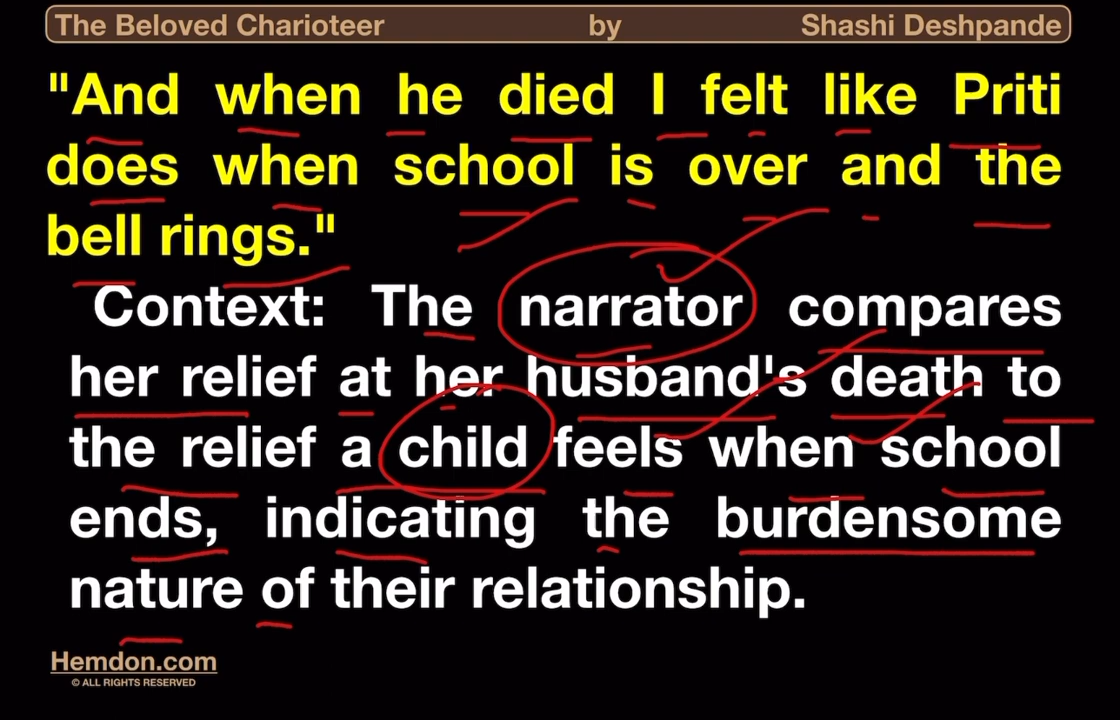 The Beloved Charioteer by Shashi Deshpande
"And when he died I felt like Priti
does when school is over and the
bell rings."
Context: The narrator compares
her relief at her husband's death to
the relief a child feels when school
ends, indicating the burdensome
nature of their relationship.
Hemdon.com
© ALL RIGHTS RESERVED